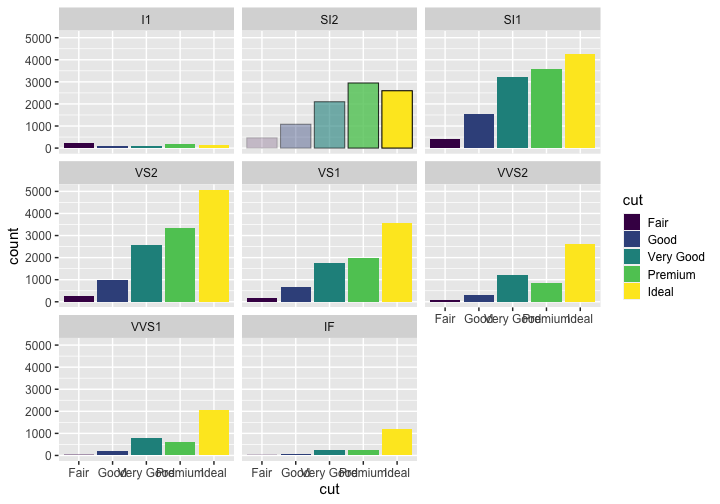 I1 SI2 SI1
5000
4000
3000
2000
1000
0
VS2 VS1 VVS2
5000
4000
3000
2000
1000
0
Fair Good Very Good Premium Ideal
VVS1 IF
5000
4000
3000
2000
1000
0
Fair Good Very Good Premium Ideal Fair Good Very Good Premium Ideal
cut
count
cut
Fair
Good
Very Good
Premium
Ideal